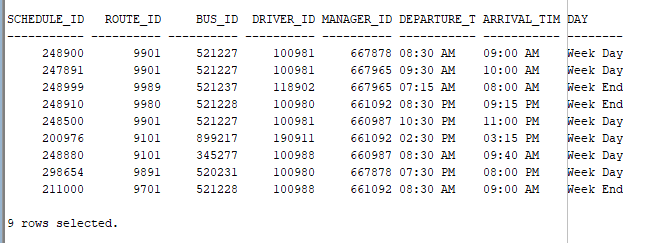 SCHEDULE_ID ROUTE_ID BUS_ID DRIVER_ID MANAGER_ID DEPARTURE_T ARRIVAL_TIM DAY
----------- ---------- ---------- ---------- ---------- ----------- ----------- --------
248900 9901 521227 100981 667878 08:30 AM 09:00 AM Week Day
247891 9901 521227 100981 667965 09:30 AM 10:00 AM Week Day
248999 9989 521237 118902 667965 07:15 AM 08:00 AM Week End
248910 9980 521228 100980 661092 08:30 PM 09:15 PM Week End
248500 9901 521227 100981 660987 10:30 PM 11:00 PM Week Day
200976 9101 899217 190911 661092 02:30 PM 03:15 PM Week Day
248880 9101 345277 100988 660987 08:30 AM 09:40 AM Week Day
298654 9891 520231 100980 667878 07:30 PM 08:00 PM Week Day
211000 9701 521228 100988 661092 08:30 AM 09:00 AM Week End
9 rows selected.